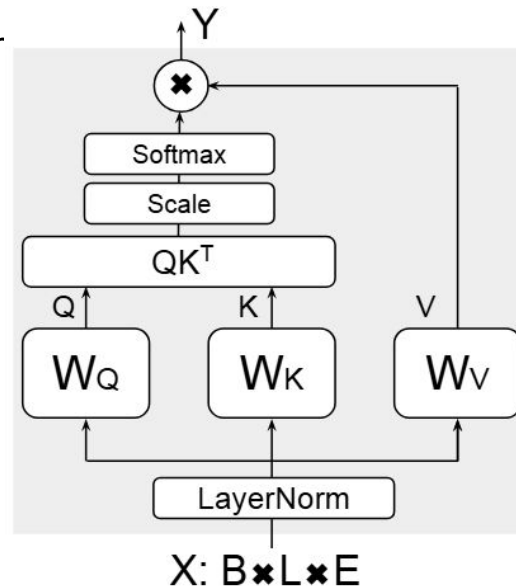 Y
✖
Softmax
Scale
QKᵀ
Q K V
WQ WK WV
LayerNorm
X: B✖L✖E